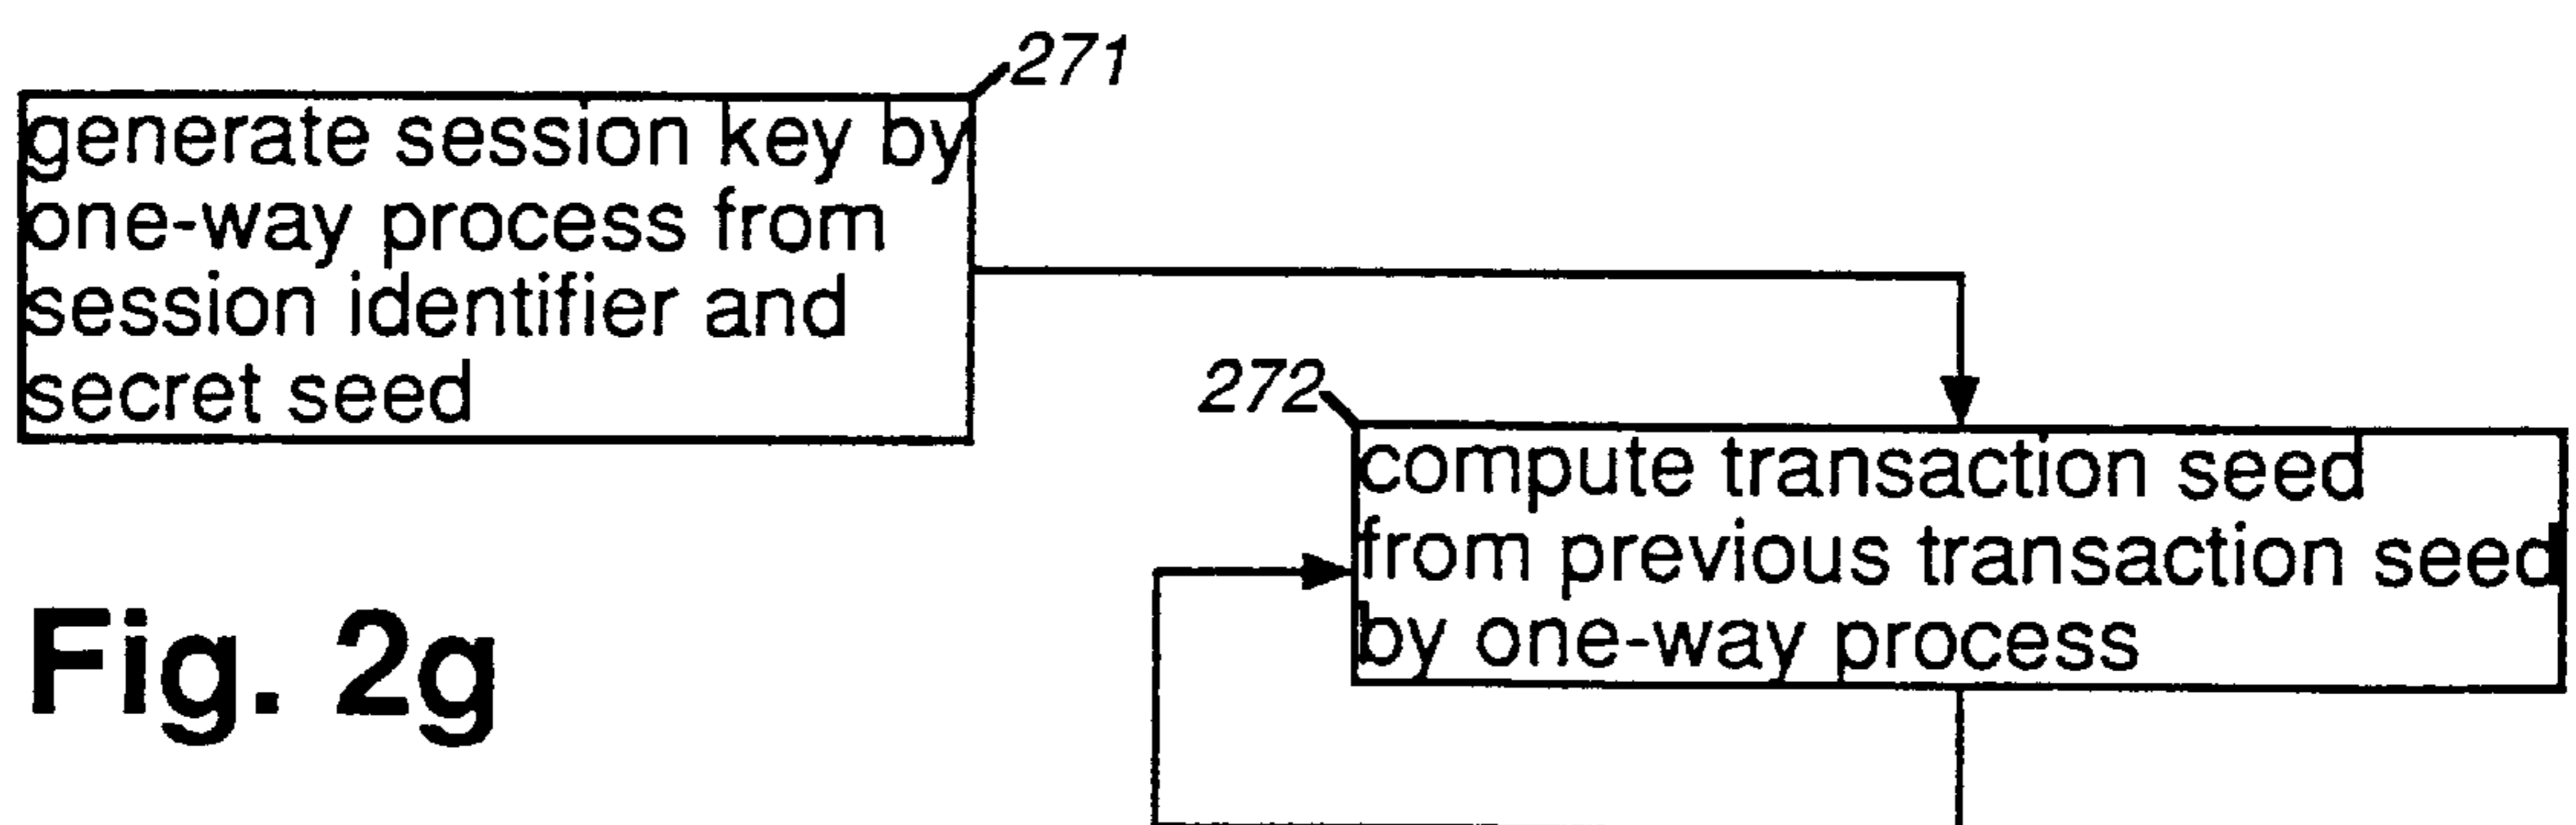 271
generate session key by
one-way process from
session identifier and
secret seed
272
compute transaction seed
from previous transaction seed
by one-way process
Fig. 2g